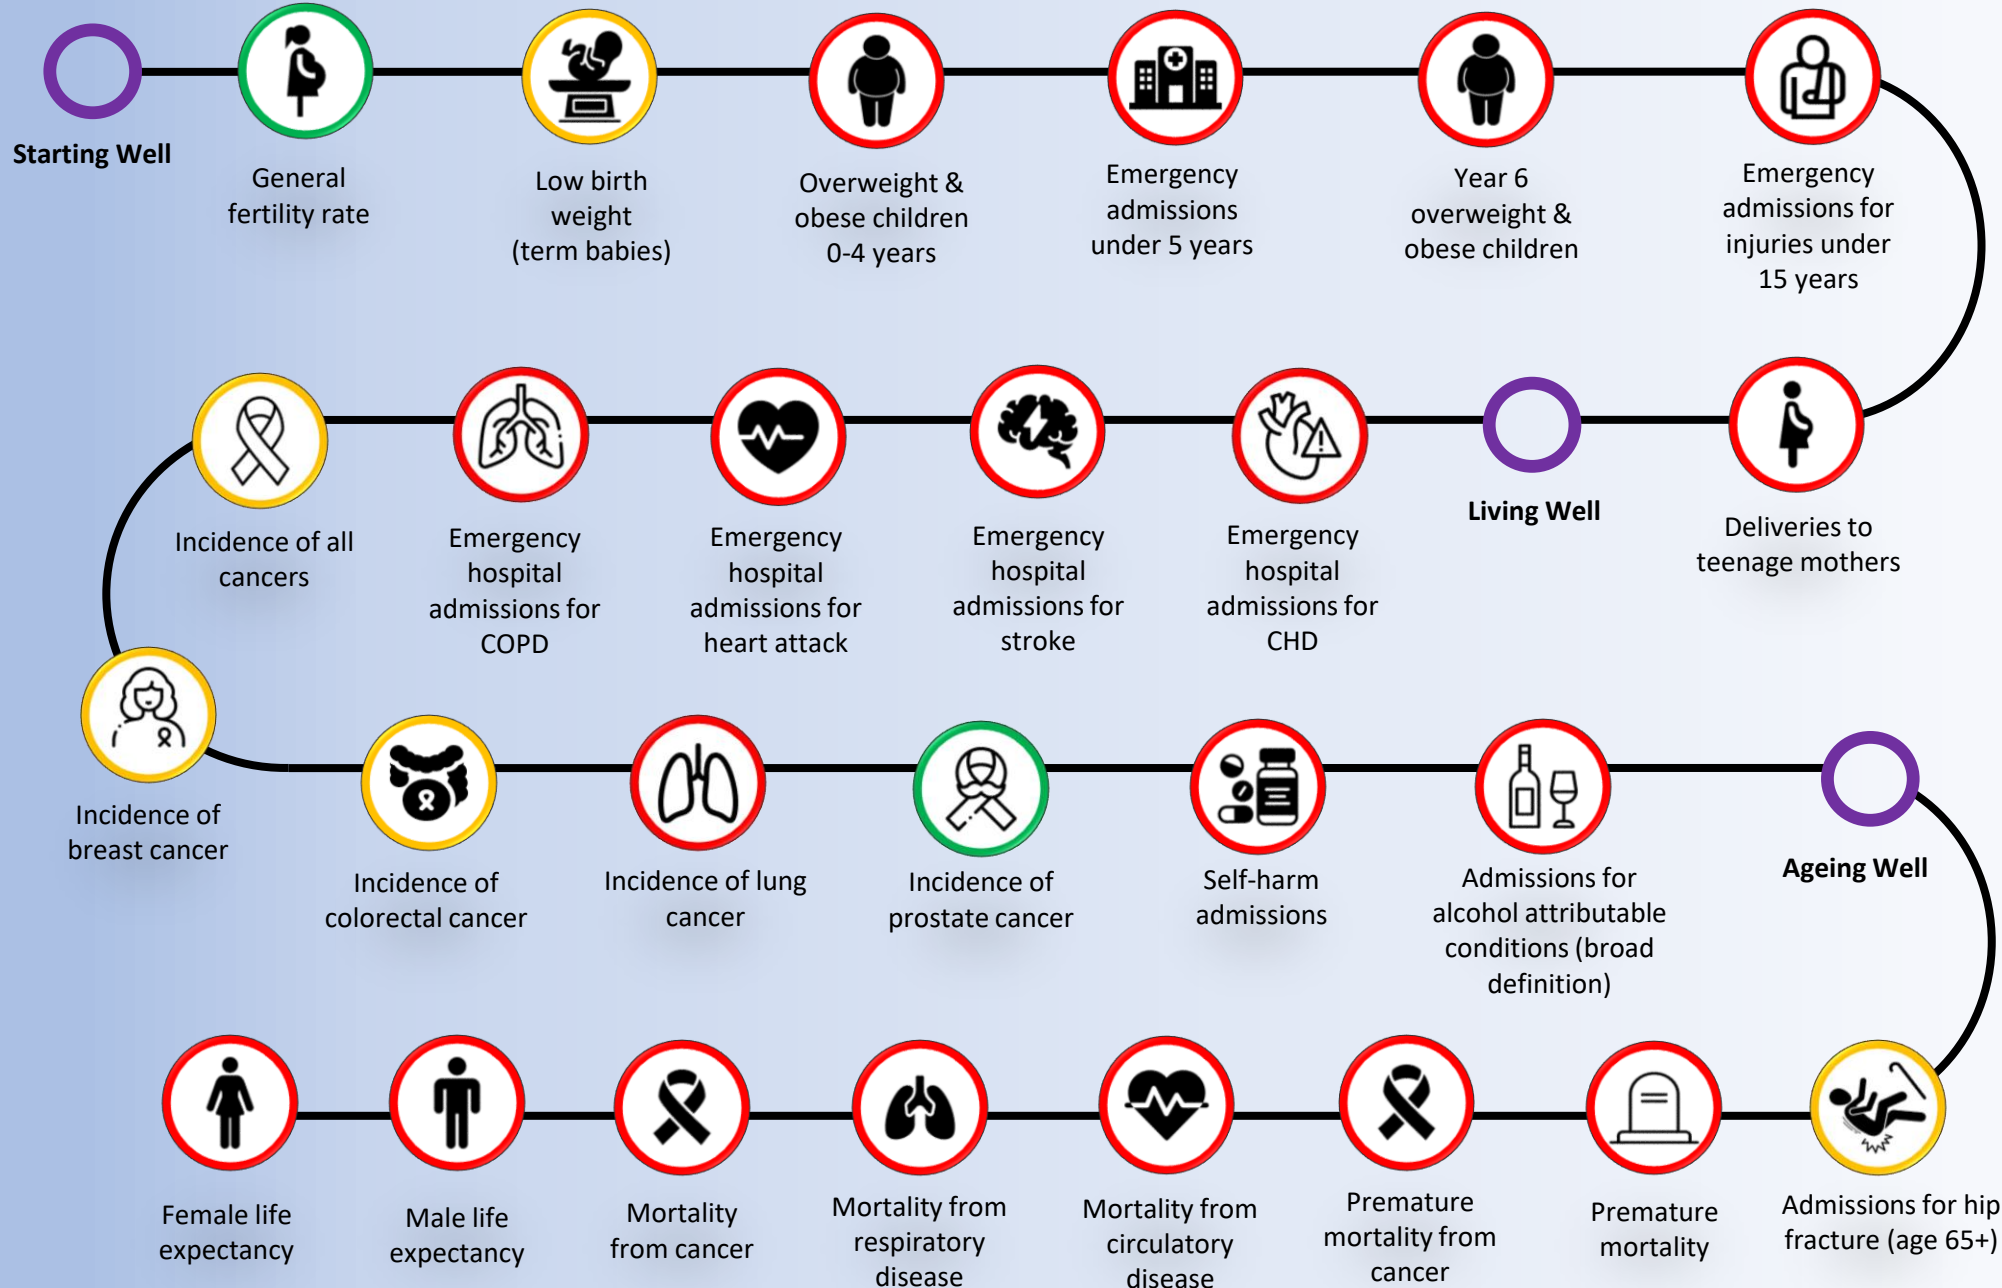 Starting Well
General
fertility rate
Low birth
weight
(term babies)
Overweight &
obese children
0-4 years
Emergency
admissions
under 5 years
Year 6
overweight &
obese children
Emergency
admissions for
injuries under
15 years
Incidence of all
cancers
Emergency
hospital
admissions for
COPD
Emergency
hospital
admissions for
heart attack
Emergency
hospital
admissions for
stroke
Emergency
hospital
admissions for
CHD
Living Well
Deliveries to
teenage mothers
Incidence of
breast cancer
Incidence of
colorectal cancer
Incidence of lung
cancer
Incidence of
prostate cancer
Self-harm
admissions
Admissions for
alcohol attributable
conditions (broad
definition)
Ageing Well
Female life
expectancy
Male life
expectancy
Mortality
from cancer
Mortality from
respiratory
disease
Mortality from
circulatory
disease
Premature
mortality from
cancer
Premature
mortality
Admissions for hip
fracture (age 65+)